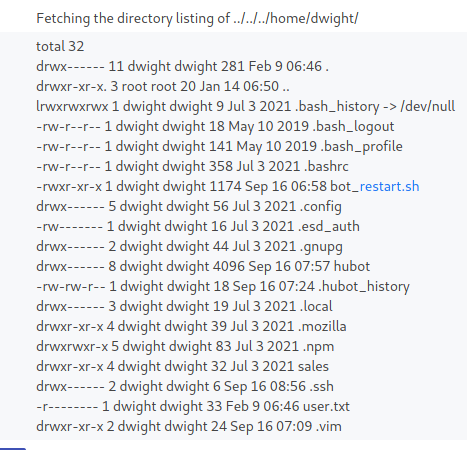 Fetching the directory listing of ../../../home/dwight/
total 32
drwx------ 11 dwight dwight 281 Feb 9 06:46 .
drwxr-xr-x. 3 root root 20 Jan 14 06:50 ..
lrwxrwxrwx 1 dwight dwight 9 Jul 3 2021 .bash_history -> /dev/null
-rw-r--r-- 1 dwight dwight 18 May 10 2019 .bash_logout
-rw-r--r-- 1 dwight dwight 141 May 10 2019 .bash_profile
-rw-r--r-- 1 dwight dwight 358 Jul 3 2021 .bashrc
-rwxr-xr-x 1 dwight dwight 1174 Sep 16 06:58 bot_restart.sh
drwx------ 5 dwight dwight 56 Jul 3 2021 .config
-rw------- 1 dwight dwight 16 Jul 3 2021 .esd_auth
drwx------ 2 dwight dwight 44 Jul 3 2021 .gnupg
drwx------ 8 dwight dwight 4096 Sep 16 07:57 hubot
-rw-rw-r-- 1 dwight dwight 18 Sep 16 07:24 .hubot_history
drwx------ 3 dwight dwight 19 Jul 3 2021 .local
drwxr-xr-x 4 dwight dwight 39 Jul 3 2021 .mozilla
drwxrwxr-x 5 dwight dwight 83 Jul 3 2021 .npm
drwxr-xr-x 4 dwight dwight 32 Jul 3 2021 sales
drwx------ 2 dwight dwight 6 Sep 16 08:56 .ssh
-r-------- 1 dwight dwight 33 Feb 9 06:46 user.txt
drwxr-xr-x 2 dwight dwight 24 Sep 16 07:09 .vim